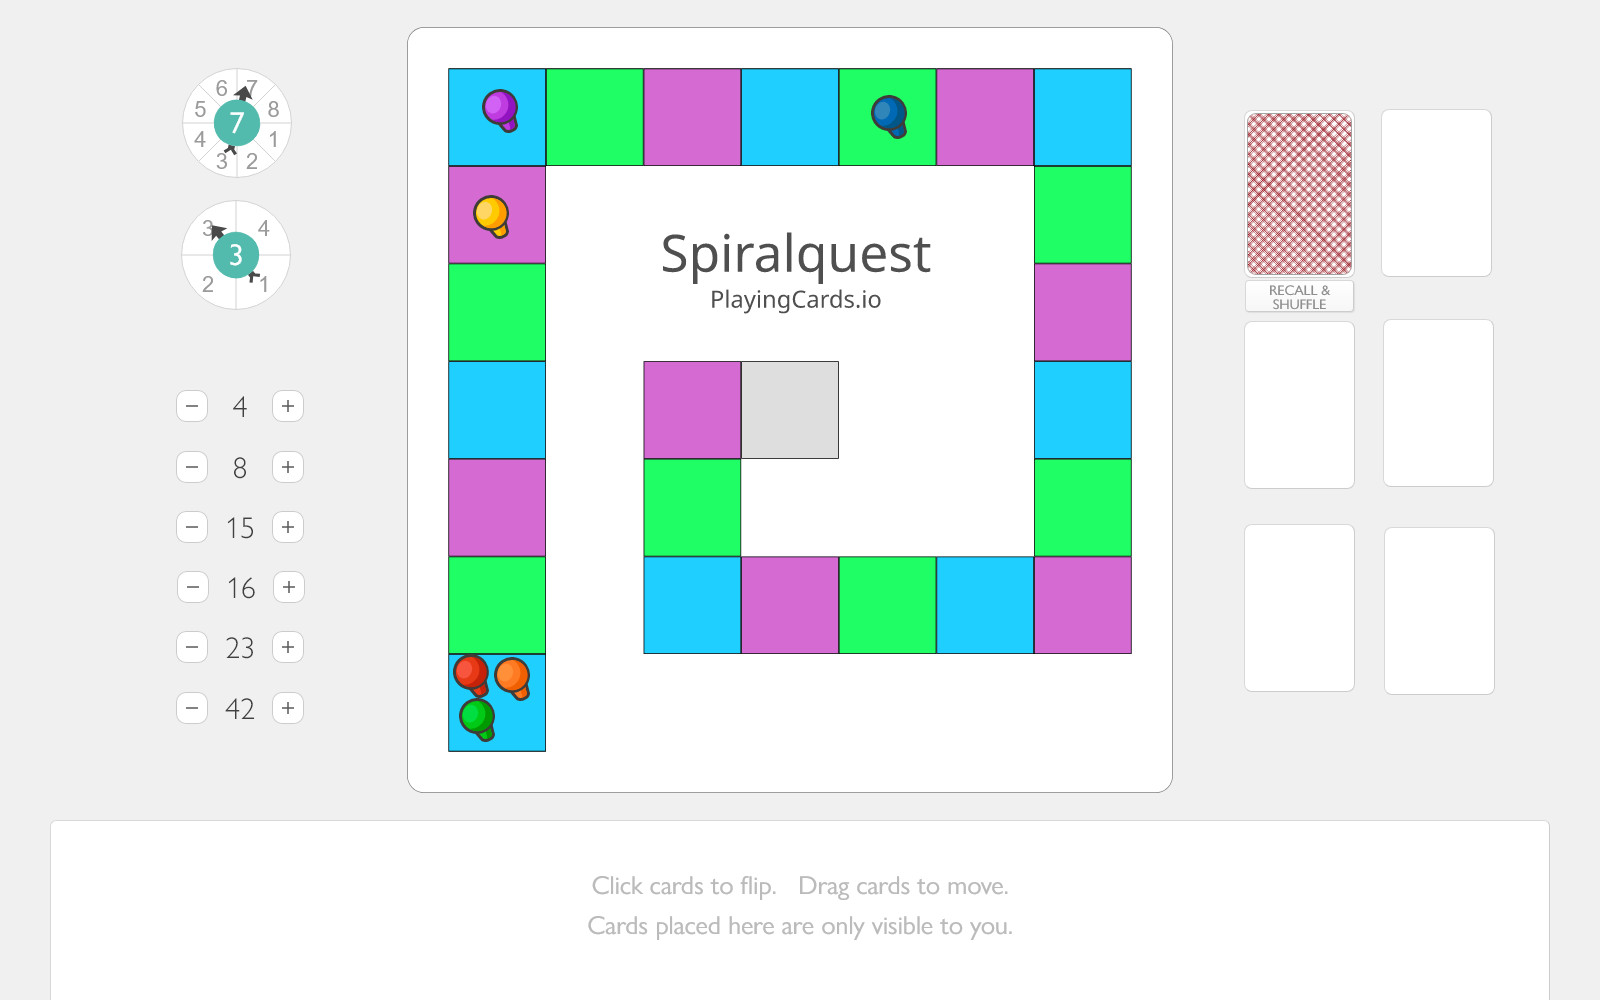 6 7
5 8
7
4 1
3 2
3 4
3
2 1
− 4 +
− 8 +
− 15 +
− 16 +
− 23 +
− 42 +
Spiralquest
PlayingCards.io
RECALL &
SHUFFLE
Click cards to flip. Drag cards to move.
Cards placed here are only visible to you.